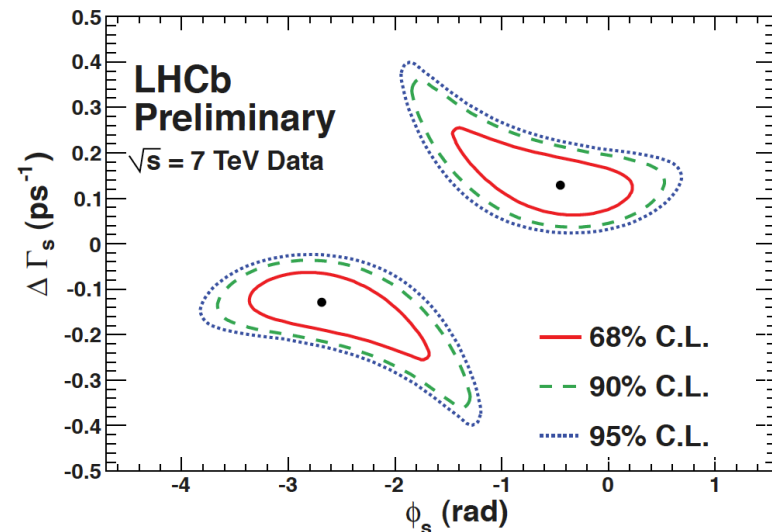 LHCb
Preliminary
√s = 7 TeV Data
Δ Γs (ps-1)
0.5
0.4
0.3
0.2
0.1
0
-0.1
-0.2
-0.3
-0.4
-0.5
68% C.L.
90% C.L.
95% C.L.
-4 -3 -2 -1 0 1
ϕs (rad)